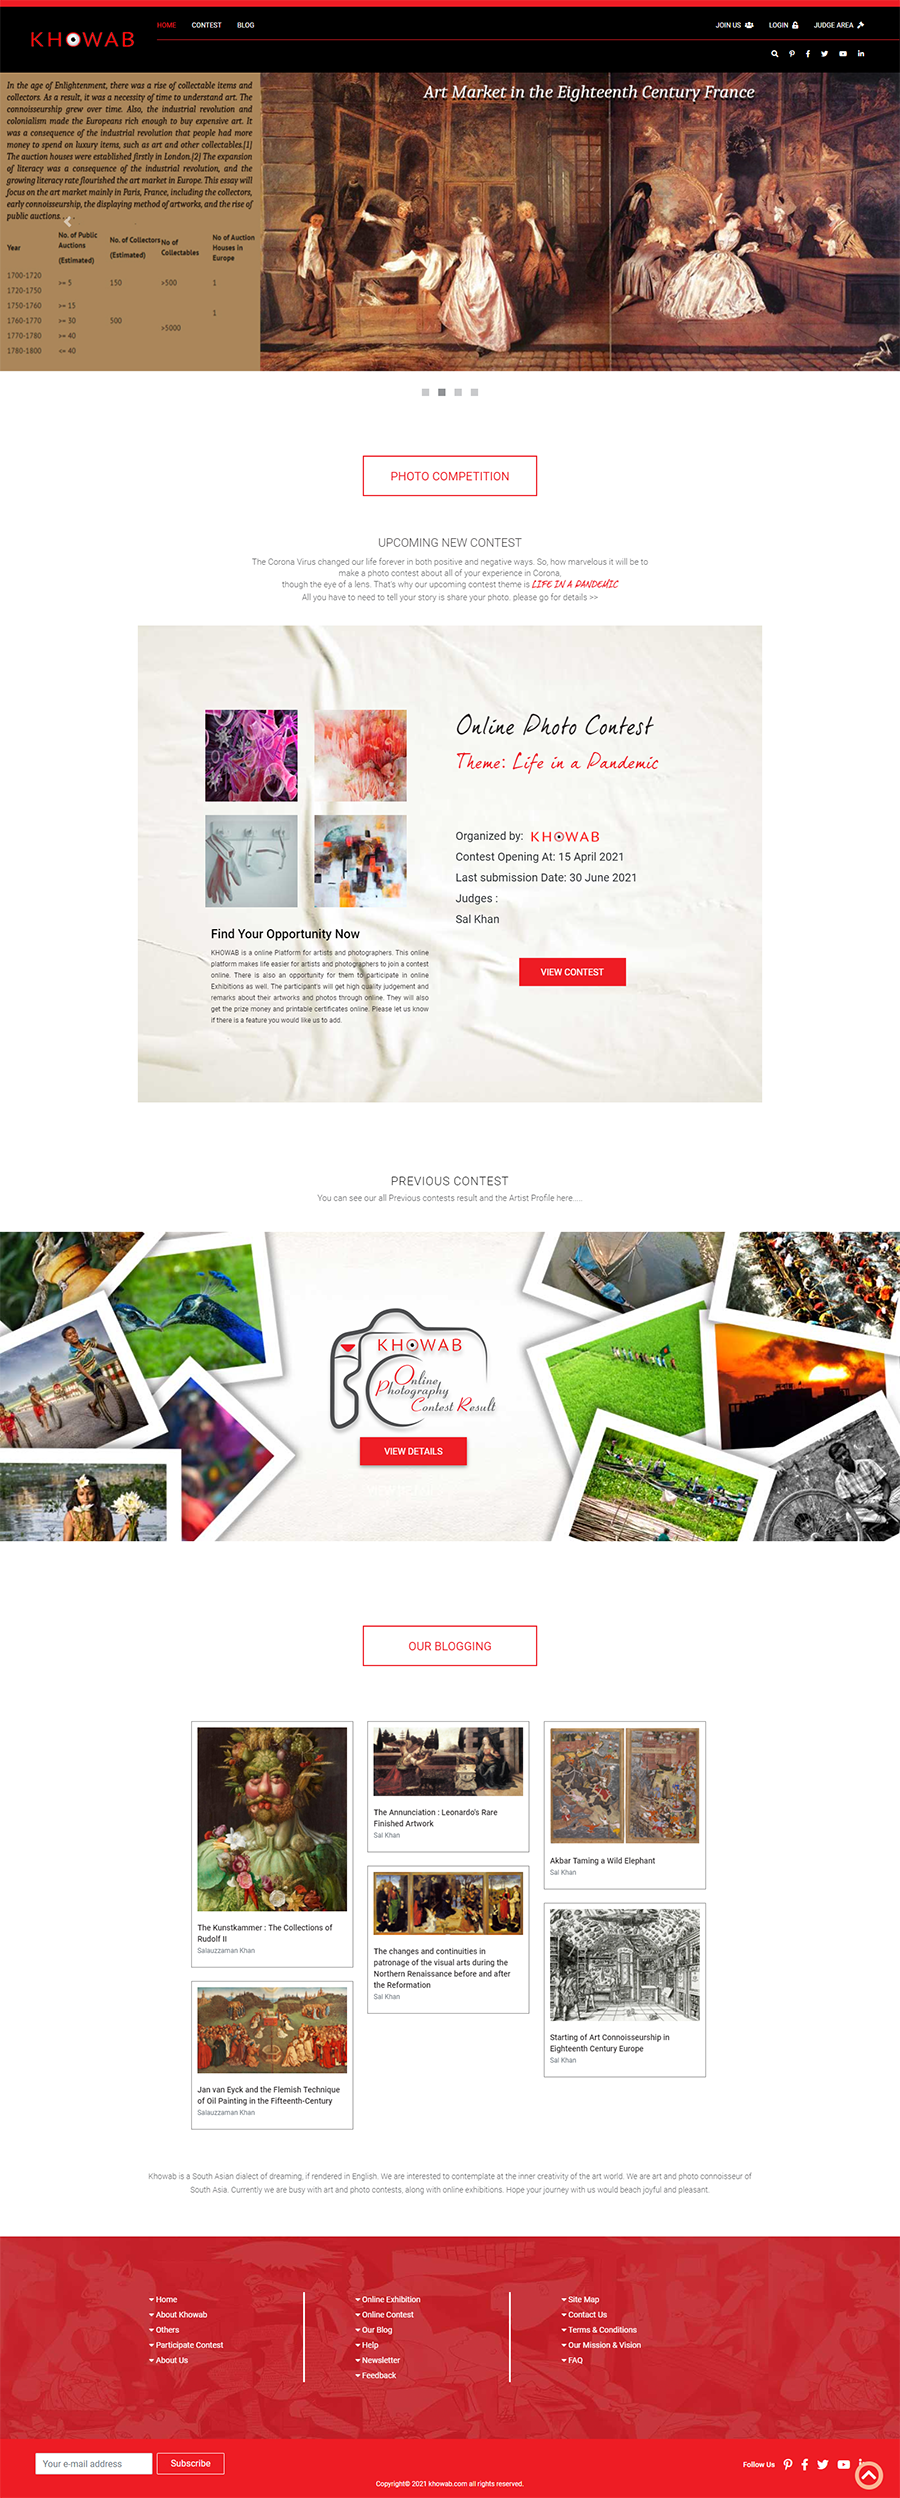 KHOWAB
HOME CONTEST BLOG
JOIN US LOGIN JUDGE AREA
In the age of Enlightenment, there was a rise of collectable items and
collectors. As a result, it was a necessity of time to understand art. The
connoisseurship grew over time. Also, the industrial revolution and
colonialism made the Europeans rich enough to buy expensive art. It
was a consequence of the industrial revolution that people had more
money to spend on luxury items, such as art and other collectables.[1]
The auction houses were established firstly in London.[2] The expansion
of literacy was a consequence of the industrial revolution, and the
growing literacy rate flourished the art market in Europe. This essay will
focus on the art market mainly in Paris, France, including the collectors,
early connoisseurship, the displaying method of artworks, and the rise of
public auctions. . . .
Art Market in the Eighteenth Century France
Year No. of Public Auctions (Estimated) No. of Collectors (Estimated) No of Collectables No of Auction Houses in Europe
1700-1720
>= 5 150 >500 1
1720-1750
1750-1760 >= 15
1
1760-1770 >= 30 500
>5000
1770-1780 >= 40
1780-1800 <= 40
PHOTO COMPETITION
UPCOMING NEW CONTEST
The Corona Virus changed our life forever in both positive and negative ways. So, how marvelous it will be to
make a photo contest about all of your experience in Corona,
though the eye of a lens. That's why our upcoming contest theme is LIFE IN A PANDEMIC
All you have to need to tell your story is share your photo. please go for details >>
Online Photo Contest
Theme: Life in a Pandemic
Organized by: KHOWAB
Contest Opening At: 15 April 2021
Last submission Date: 30 June 2021
Judges :
Sal Khan
VIEW CONTEST
Find Your Opportunity Now
KHOWAB is a online Platform for artists and photographers. This online
platform makes life easier for artists and photographers to join a contest
online. There is also an opportunity for them to participate in online
Exhibitions as well. The participant's will get high quality judgement and
remarks about their artworks and photos through online. They will also
get the prize money and printable certificates online. Please let us know
if there is a feature you would like us to add.
PREVIOUS CONTEST
You can see our all Previous contests result and the Artist Profile here.....
KHOWAB
Online
Photography
Contest Result
VIEW DETAILS
OUR BLOGGING
The Kunstkammer : The Collections of
Rudolf II
Salauzzaman Khan
Jan van Eyck and the Flemish Technique
of Oil Painting in the Fifteenth-Century
Salauzzaman Khan
The Annunciation : Leonardo's Rare
Finished Artwork
Sal Khan
The changes and continuities in
patronage of the visual arts during the
Northern Renaissance before and after
the Reformation
Sal Khan
Akbar Taming a Wild Elephant
Sal Khan
Starting of Art Connoisseurship in
Eighteenth Century Europe
Sal Khan
Khowab is a South Asian dialect of dreaming, if rendered in English. We are interested to contemplate at the inner creativity of the art world. We are art and photo connoisseur of
South Asia. Currently we are busy with art and photo contests, along with online exhibitions. Hope your journey with us would beach joyful and pleasant.
Home
About Khowab
Others
Participate Contest
About Us
Online Exhibition
Online Contest
Our Blog
Help
Newsletter
Feedback
Site Map
Contact Us
Terms & Conditions
Our Mission & Vision
FAQ
Your e-mail address Subscribe
Follow Us
Copyright© 2021 khowab.com all rights reserved.